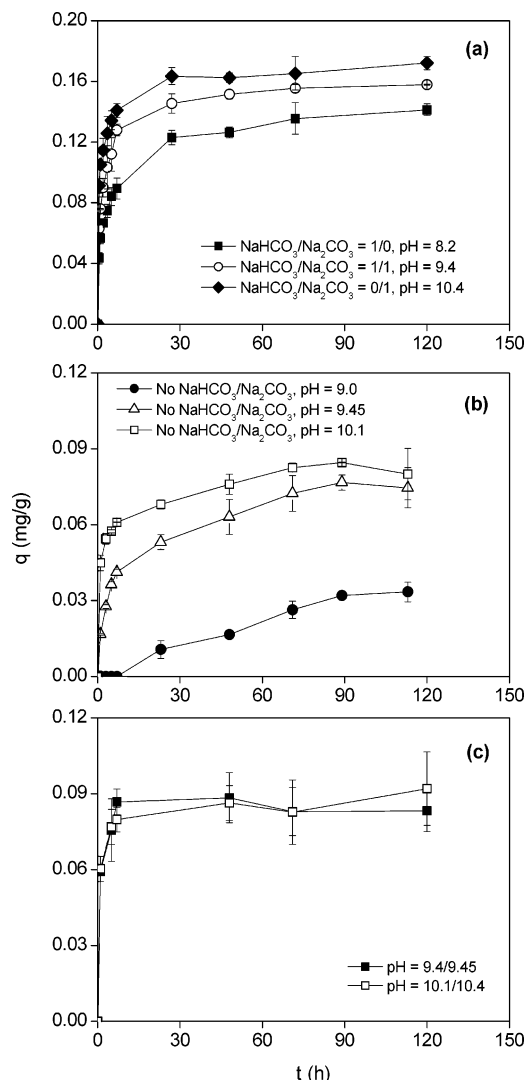 0.20
(a)
0.16
0.12
0.08
NaHCO3/Na2CO3 = 1/0, pH = 8.2
NaHCO3/Na2CO3 = 1/1, pH = 9.4
0.04
NaHCO3/Na2CO3 = 0/1, pH = 10.4
0.00
0 30 60 90 120 150
0.12
No NaHCO3/Na2CO3, pH = 9.0
(b)
No NaHCO3/Na2CO3, pH = 9.45
No NaHCO3/Na2CO3, pH = 10.1
0.09
q (mg/g)
0.06
0.03
0.00
0 30 60 90 120 150
0.12
(c)
0.09
0.06
0.03
pH = 9.4/9.45
pH = 10.1/10.4
0.00
0 30 60 90 120 150
t (h)